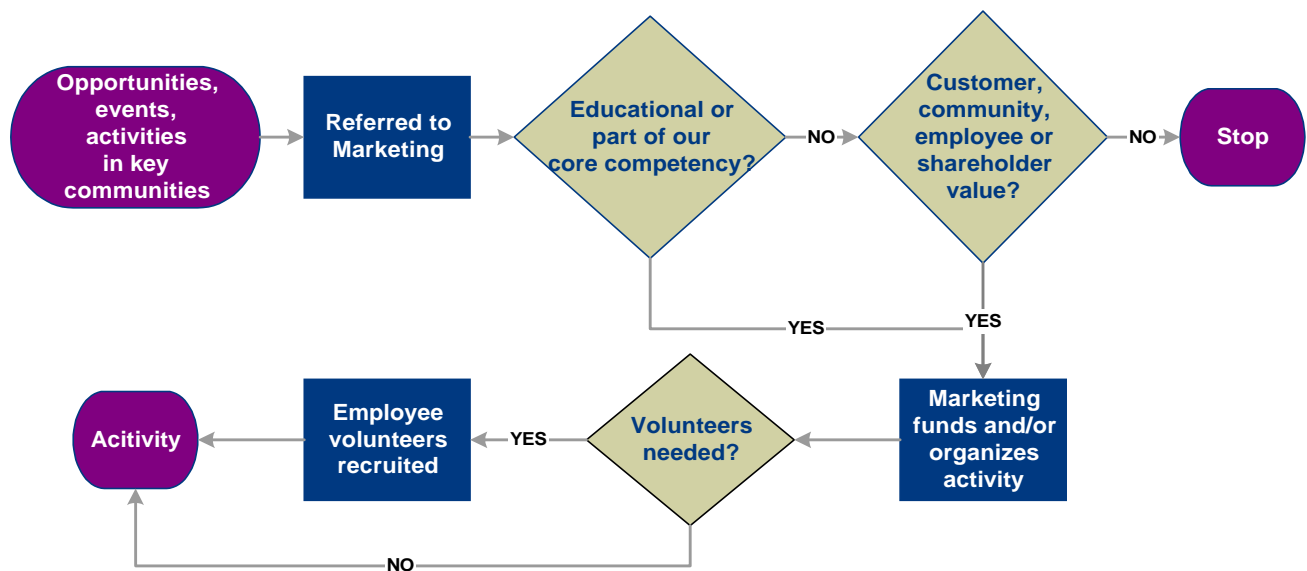 Opportunities,
events,
activities
in key
communities
Referred to
Marketing
Educational or
part of our
core competency?
NO
Customer,
community,
employee or
shareholder
value?
NO
Stop
YES
YES
Marketing
funds and/or
organizes
activity
Volunteers
needed?
YES
Employee
volunteers
recruited
Acitivity
NO